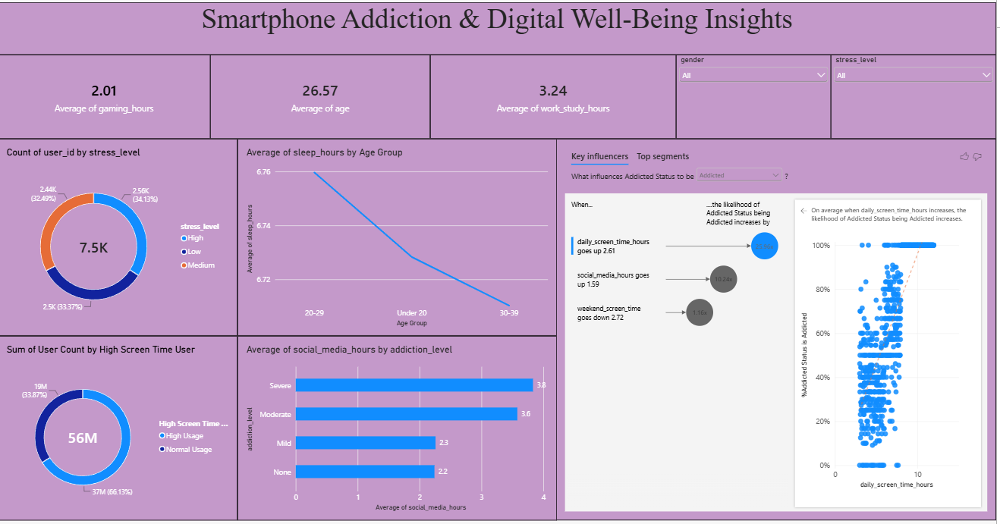 Smartphone Addiction & Digital Well-Being Insights
2.01
Average of gaming_hours
26.57
Average of age
3.24
Average of work_study_hours
gender
All
stress_level
All
Count of user_id by stress_level
2.44K
(32.49%)
2.56K
(34.13%)
7.5K
2.5K (33.37%)
stress_level
High
Low
Medium
Average of sleep_hours by Age Group
Average of sleep_hours
6.76
6.74
6.72
20-29
Under 20
30-39
Age Group
Key influencers
Top segments
What influences Addicted Status to be
Addicted
?
When...
....the likelihood of
Addicted Status being
Addicted increases by
daily_screen_time_hours
goes up 2.61
social_media_hours goes
up 1.59
10.24x
weekend_screen_time
goes down 2.72
1.16x
On average when daily_screen_time_hours increases, the
likelihood of Addicted Status being Addicted increases.
%Addicted Status is Addicted
100%
80%
60%
40%
20%
0%
0
10
daily_screen_time_hours
Sum of User Count by High Screen Time User
19M
(33.87%)
56M
37M (66.13%)
High Screen Time ...
High Usage
Normal Usage
Average of social_media_hours by addiction_level
addiction_level
Severe
3.8
Moderate
3.6
Mild
2.3
None
2.2
0
1
2
3
4
Average of social_media_hours